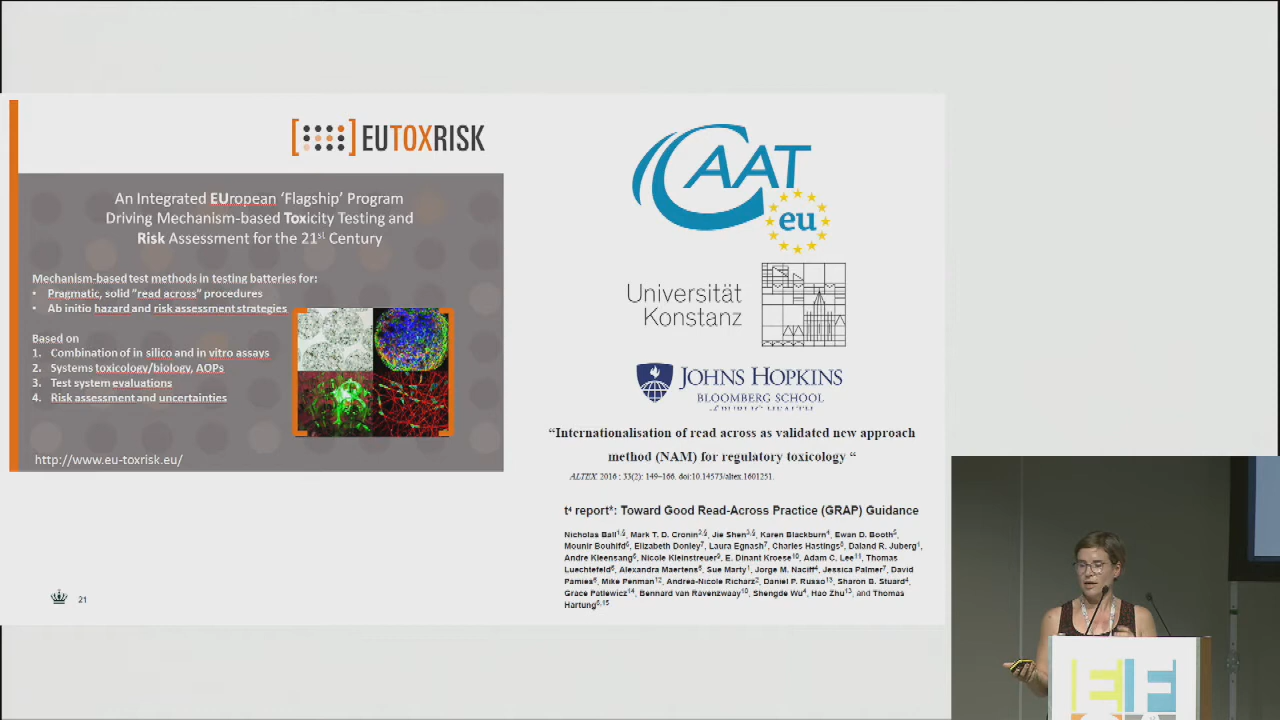 EUTOXRISK
An Integrated EUropean ‘Flagship’ Program
Driving Mechanism-based Toxicity Testing and
Risk Assessment for the 21st Century
Mechanism-based test methods in testing batteries for:
• Pragmatic, solid “read across” procedures
• Ab initio hazard and risk assessment strategies
Based on
1. Combination of in silico and in vitro assays
2. Systems toxicology/biology, AOPs
3. Test system evaluations
4. Risk assessment and uncertainties
http://www.eu-toxrisk.eu/
21
CAAT
eu
Universität
Konstanz
JOHNS HOPKINS
BLOOMBERG SCHOOL
of PUBLIC HEALTH
“Internationalisation of read across as validated new approach
method (NAM) for regulatory toxicology “
ALTEX 2016 ; 33(2): 149–166. doi:10.14573/altex.1601251.
t⁴ report*: Toward Good Read-Across Practice (GRAP) Guidance
Nicholas Ball1,§, Mark T. D. Cronin2,§, Jie Shen3,§, Karen Blackburn4, Ewan D. Booth5,
Mounir Bouhifd6, Elizabeth Donley7, Laura Egnash7, Charles Hastings8, Daland R. Juberg1,
Andre Kleensang6, Nicole Kleinstreuer9, E. Dinant Kroese10, Adam C. Lee11, Thomas
Luechtefeld6, Alexandra Maertens6, Sue Marty1, Jorge M. Naciff4, Jessica Palmer7, David
Pamies6, Mike Penman12, Andrea-Nicole Richarz2, Daniel P. Russo13, Sharon B. Stuard4,
Grace Patlewicz14, Bennard van Ravenzwaay10, Shengde Wu4, Hao Zhu13, and Thomas
Hartung6,15
EF